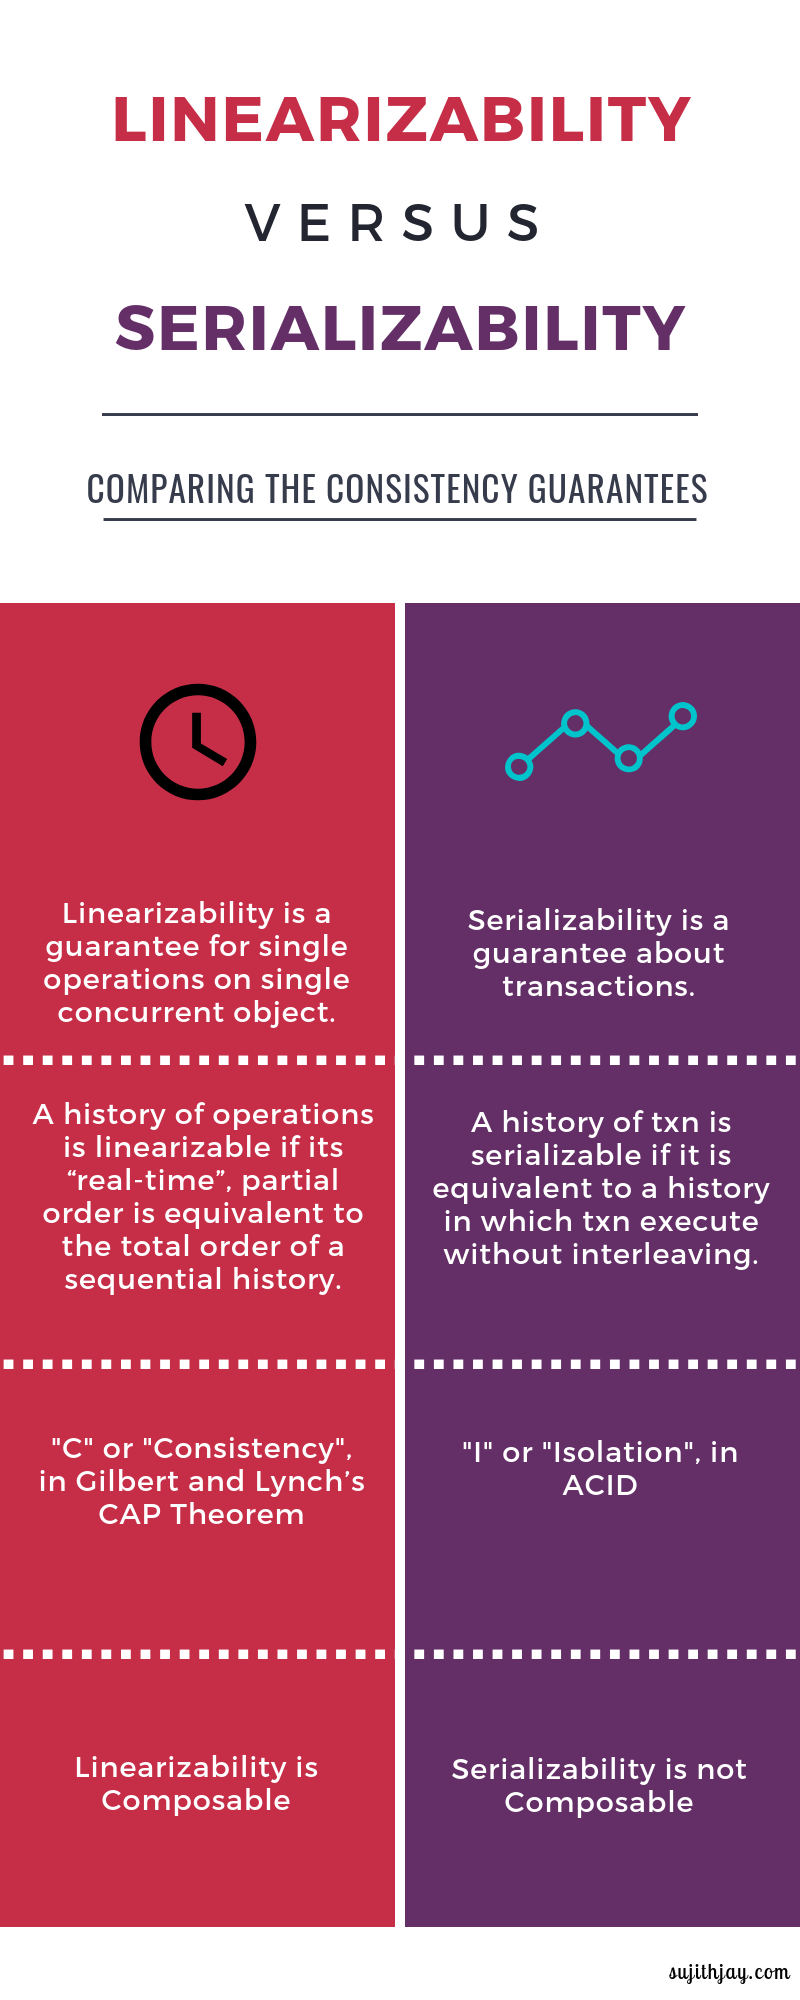 LINEARIZABILITY
VERSUS
SERIALIZABILITY
COMPARING THE CONSISTENCY GUARANTEES
Linearizability is a
guarantee for single
operations on single
concurrent object.
Serializability is a
guarantee about
transactions.
A history of operations
is linearizable if its
“real-time”, partial
order is equivalent to
the total order of a
sequential history.
A history of txn is
serializable if it is
equivalent to a history
in which txn execute
without interleaving.
"C" or "Consistency",
in Gilbert and Lynch’s
CAP Theorem
"I" or "Isolation", in
ACID
Linearizability is
Composable
Serializability is not
Composable
sujithjay.com